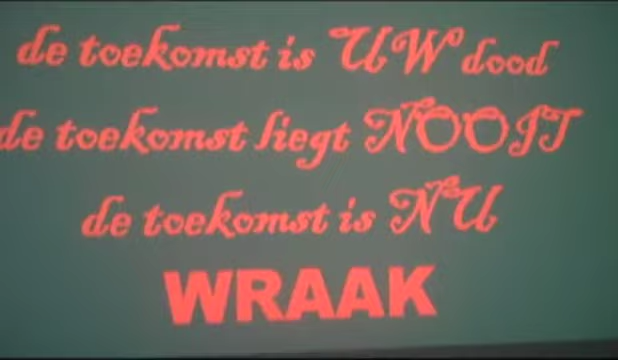 de toekomst is UW dood
de toekomst liegt NOOIT
de toekomst is NU
WRAAK